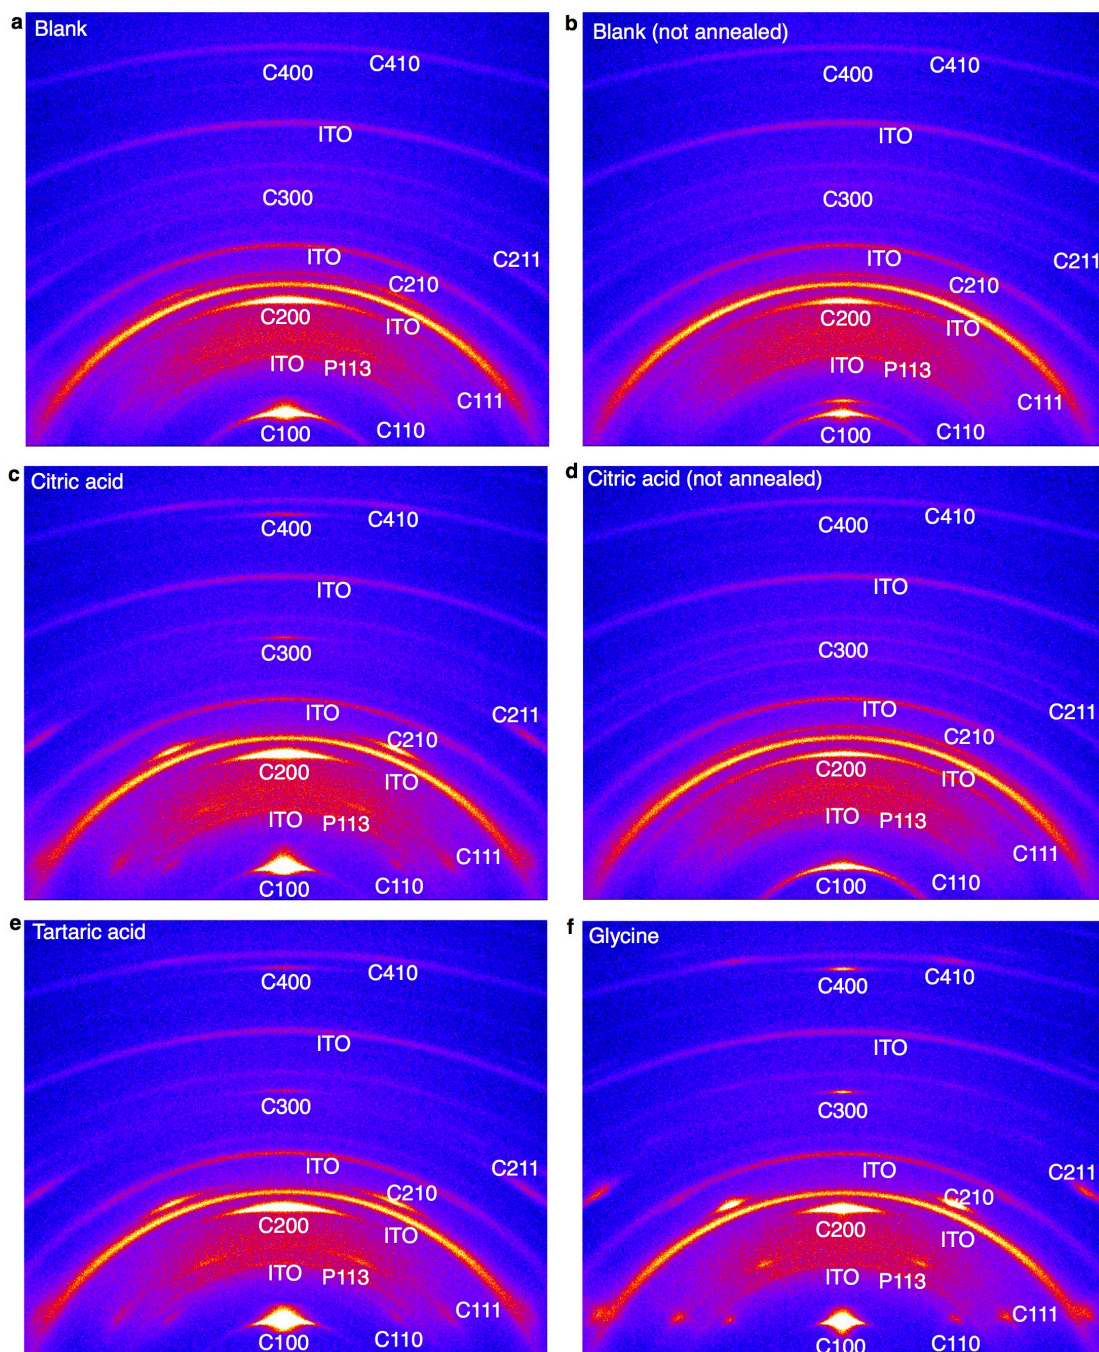 a
Blank
C400
C410
ITO
C300
ITO
C211
C210
C200
ITO
ITO
P113
C111
C100
C110
b
Blank (not annealed)
C400
C410
ITO
C300
ITO
C211
C210
C200
ITO
ITO
P113
C111
C100
C110
c
Citric acid
C400
C410
ITO
C300
ITO
C211
C210
C200
ITO
ITO
P113
C111
C100
C110
d
Citric acid (not annealed)
C400
C410
ITO
C300
ITO
C211
C210
C200
ITO
ITO
P113
C111
C100
C110
e
Tartaric acid
C400
C410
ITO
C300
ITO
C211
C210
C200
ITO
ITO
P113
C111
C100
C110
f
Glycine
C400
C410
ITO
C300
ITO
C211
C210
C200
ITO
ITO
P113
C111
C100
C110